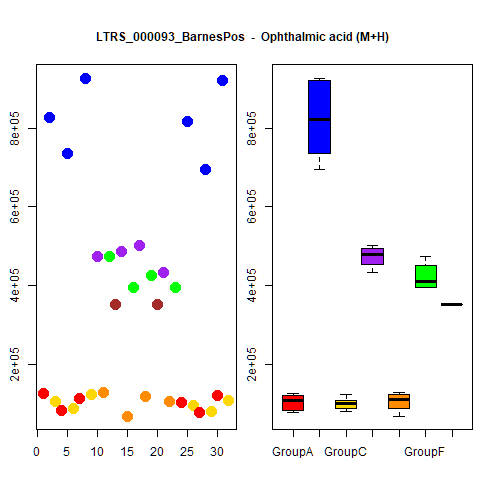 LTRS_000093_BarnesPos - Ophthalmic acid (M+H)
8e+05
6e+05
4e+05
2e+05
0 5 10 15 20 25 30
8e+05
6e+05
4e+05
2e+05
GroupA GroupC GroupF